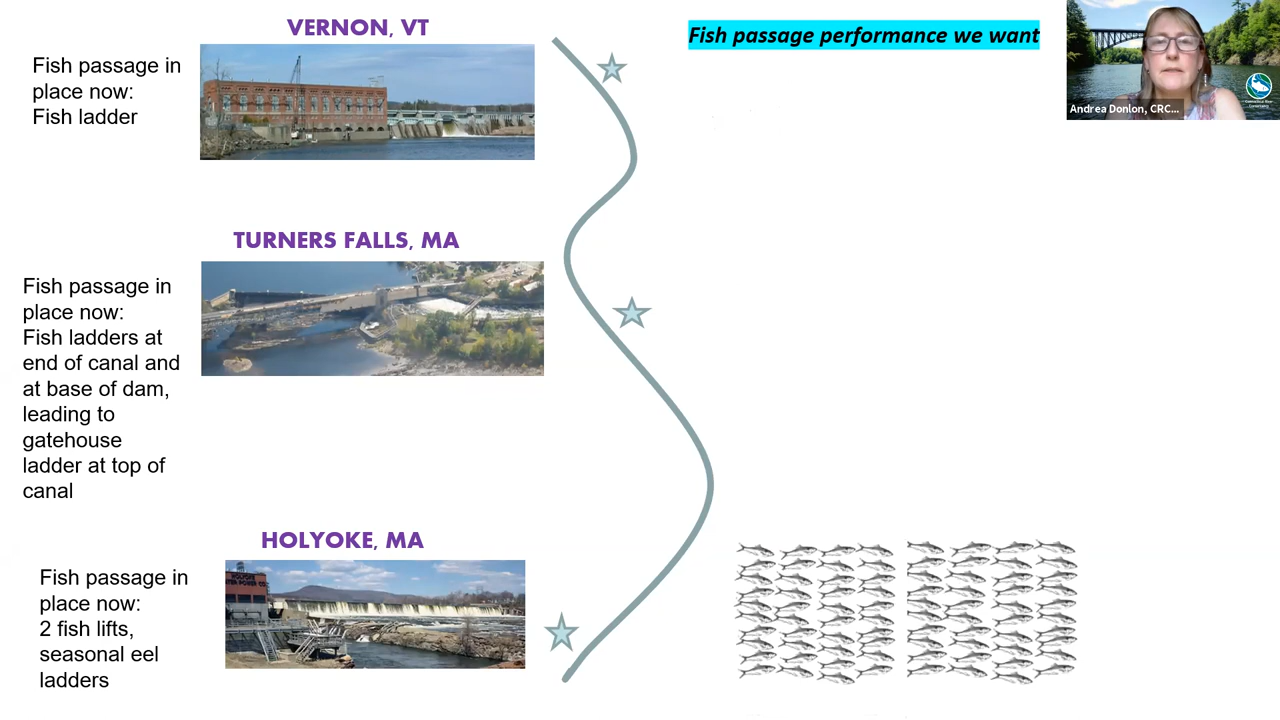 VERNON, VT
Fish passage performance we want
Fish passage in
place now:
Fish ladder
Andrea Donlon, CRC...
TURNERS FALLS, MA
Fish passage in
place now:
Fish ladders at
end of canal and
at base of dam,
leading to
gatehouse
ladder at top of
canal
HOLYOKE, MA
Fish passage in
place now:
2 fish lifts,
seasonal eel
ladders
HOLYOKE